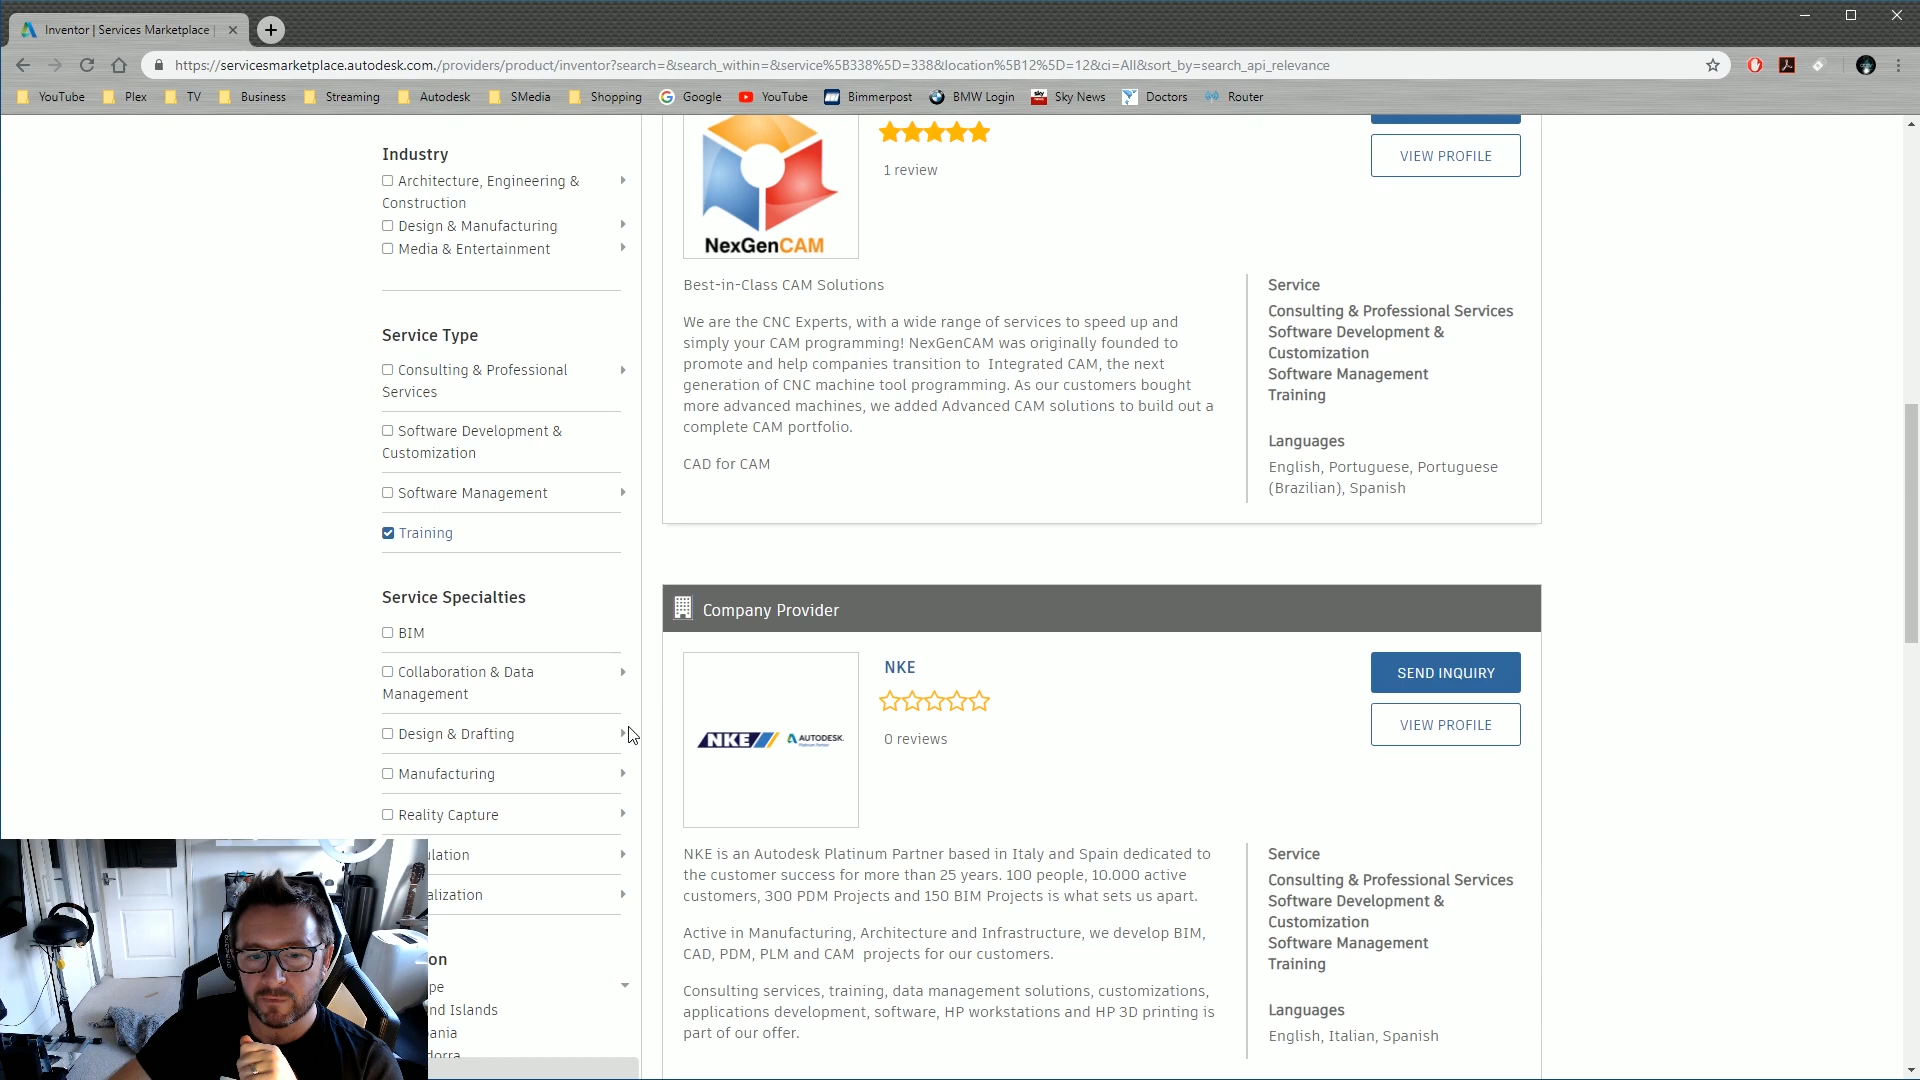 Inventor | Services Marketplace
https://servicesmarketplace.autodesk.com./providers/product/inventor?search=&search_within=&service%5B338%5D=338&location%5B12%5D=12&ci=All&sort_by=search_api_relevance
YouTube Plex TV Business Streaming Autodesk SMedia Shopping Google YouTube Bimmerpost BMW Login Sky News Doctors Router
Industry
Architecture, Engineering &
Construction
Design & Manufacturing
Media & Entertainment
Service Type
Consulting & Professional
Services
Software Development &
Customization
Software Management
Training
Service Specialties
BIM
Collaboration & Data
Management
Design & Drafting
Manufacturing
Reality Capture
ulation
alization
on
pe
nd Islands
ania
dorra
NexGenCAM
1 review
VIEW PROFILE
Best-in-Class CAM Solutions
We are the CNC Experts, with a wide range of services to speed up and
simply your CAM programming! NexGenCAM was originally founded to
promote and help companies transition to Integrated CAM, the next
generation of CNC machine tool programming. As our customers bought
more advanced machines, we added Advanced CAM solutions to build out a
complete CAM portfolio.
CAD for CAM
Service
Consulting & Professional Services
Software Development &
Customization
Software Management
Training
Languages
English, Portuguese, Portuguese
(Brazilian), Spanish
Company Provider
NKE AUTODESK.
NKE
0 reviews
SEND INQUIRY
VIEW PROFILE
NKE is an Autodesk Platinum Partner based in Italy and Spain dedicated to
the customer success for more than 25 years. 100 people, 10.000 active
customers, 300 PDM Projects and 150 BIM Projects is what sets us apart.
Active in Manufacturing, Architecture and Infrastructure, we develop BIM,
CAD, PDM, PLM and CAM projects for our customers.
Consulting services, training, data management solutions, customizations,
applications development, software, HP workstations and HP 3D printing is
part of our offer.
Service
Consulting & Professional Services
Software Development &
Customization
Software Management
Training
Languages
English, Italian, Spanish